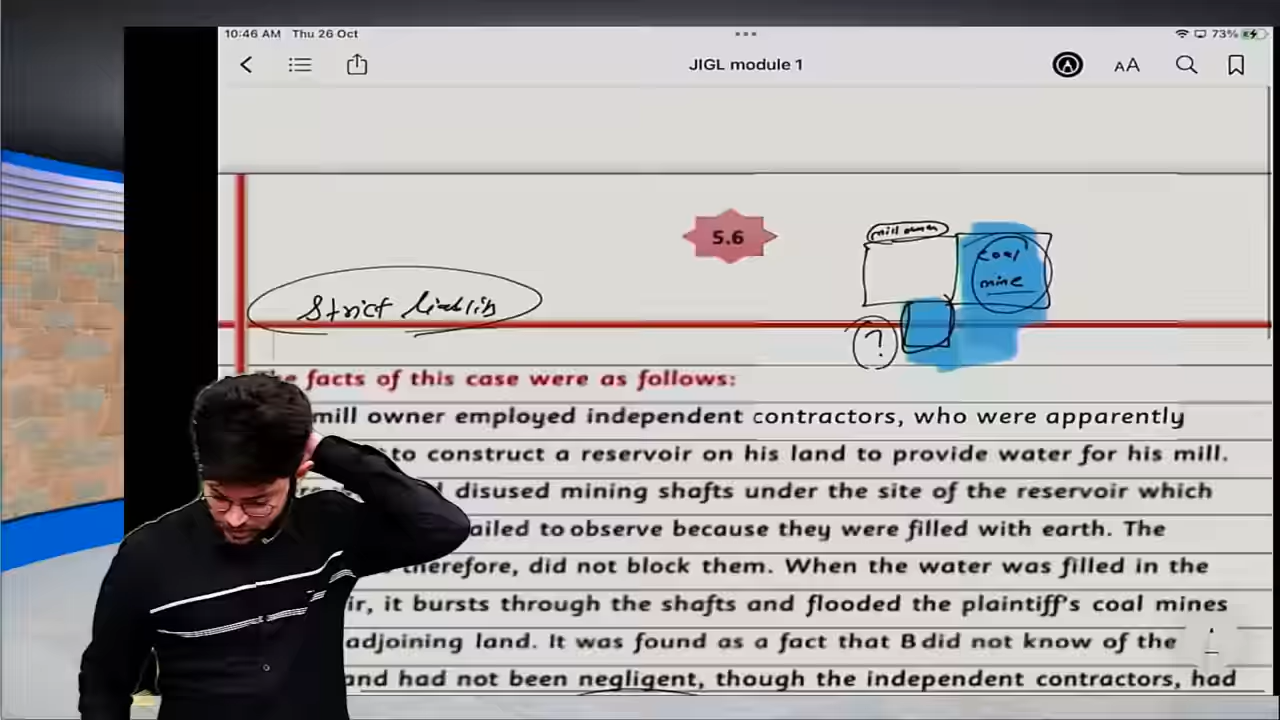 10:46 AM Thu 26 Oct
73%
JIGL module 1
AA
5.6
mill owner
coal
mine
Strict
?
The facts of this case were as follows:
mill owner employed independent contractors, who were apparently
to construct a reservoir on his land to provide water for his mill.
disused mining shafts under the site of the reservoir which
ailed to observe because they were filled with earth. The
therefore, did not block them. When the water was filled in the
ir, it bursts through the shafts and flooded the plaintiff's coal mines
adjoining land. It was found as a fact that B did not know of the
and had not been negligent, though the independent contractors, had